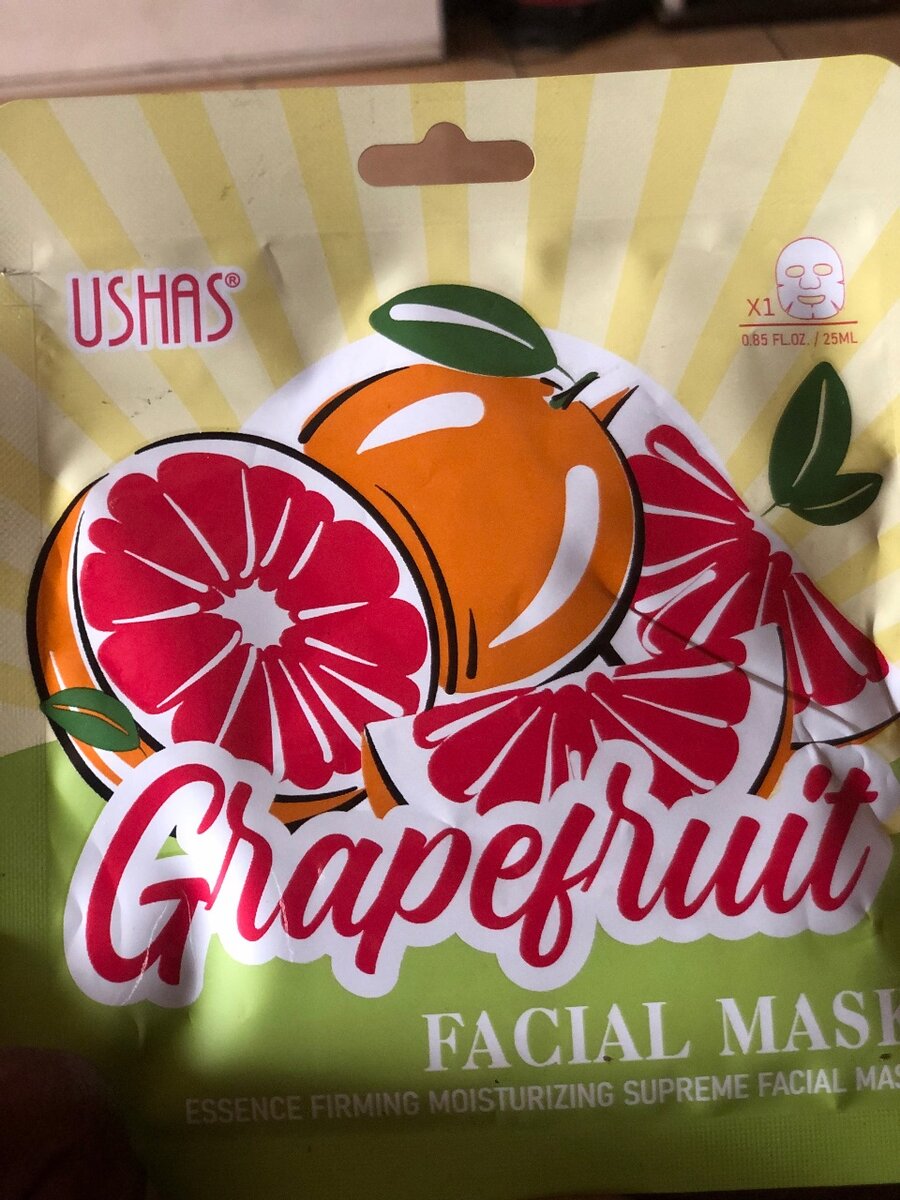 USHAS®
X1
0.85 FL.OZ. / 25ML
Grapefruit
FACIAL MASK
ESSENCE FIRMING MOISTURIZING SUPREME FACIAL MAS